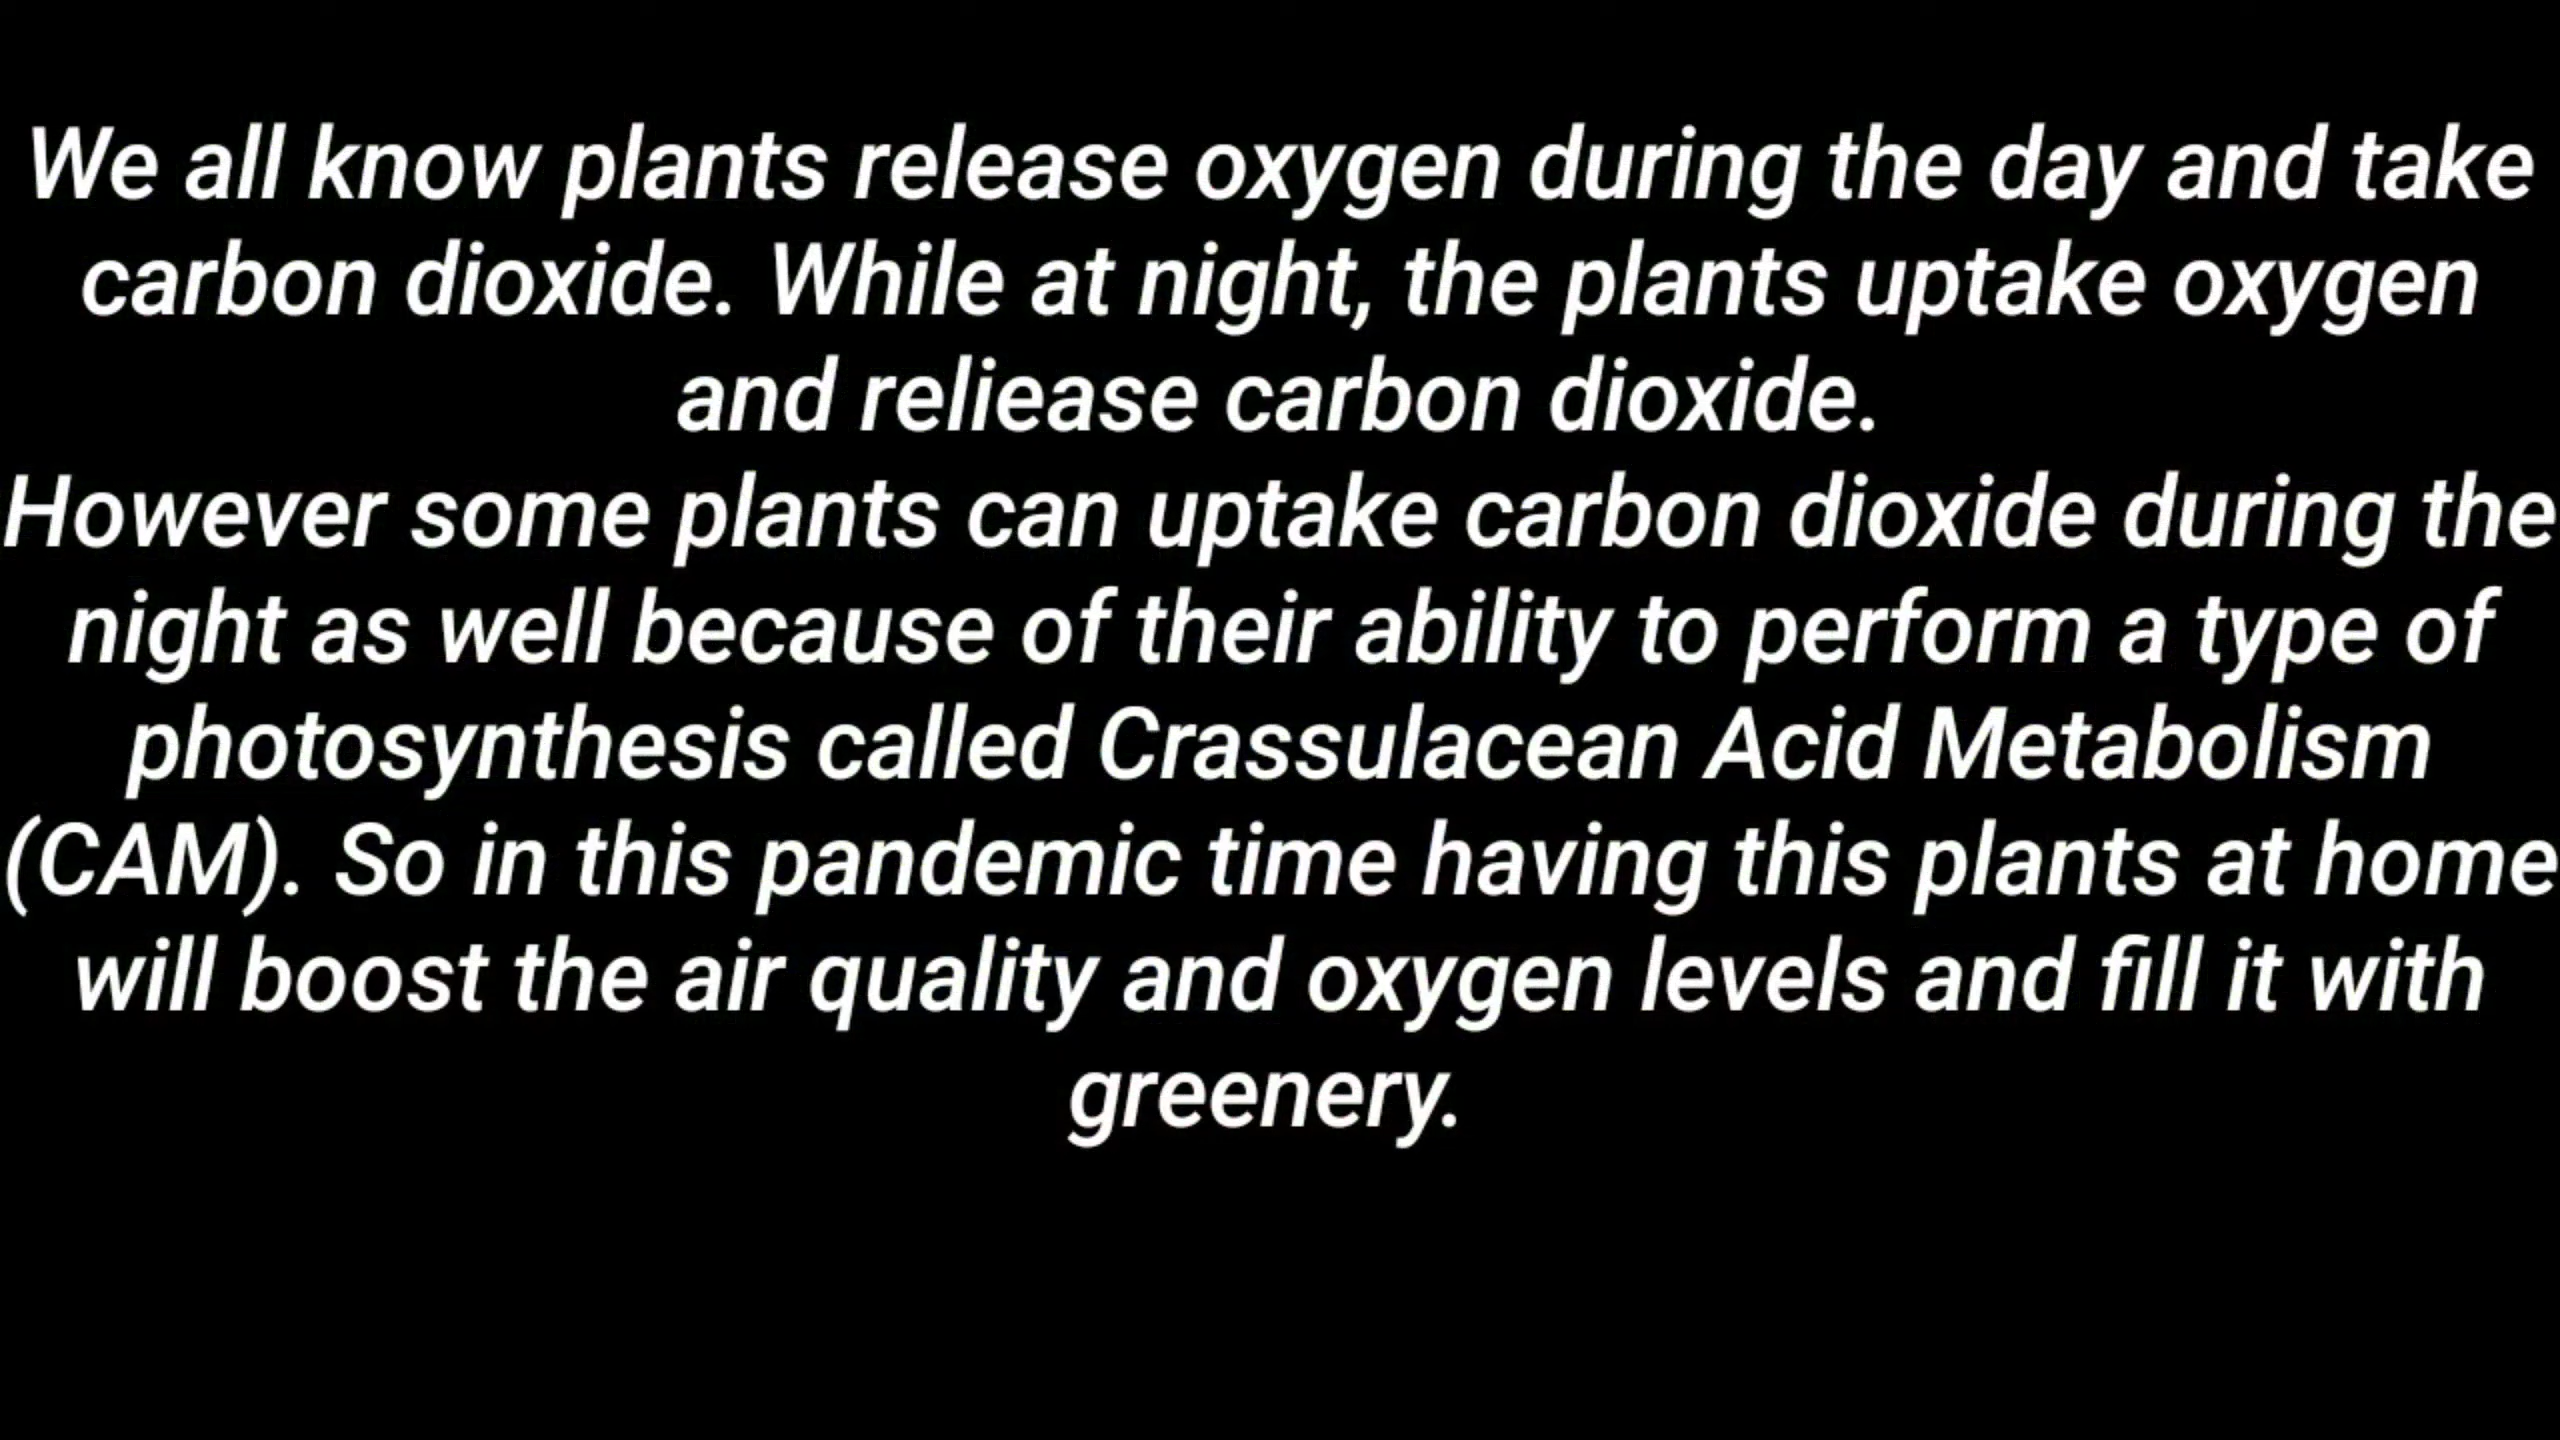 We all know plants release oxygen during the day and take
carbon dioxide. While at night, the plants uptake oxygen
and reliease carbon dioxide.
However some plants can uptake carbon dioxide during the
night as well because of their ability to perform a type of
photosynthesis called Crassulacean Acid Metabolism
(CAM). So in this pandemic time having this plants at home
will boost the air quality and oxygen levels and fill it with
greenery.